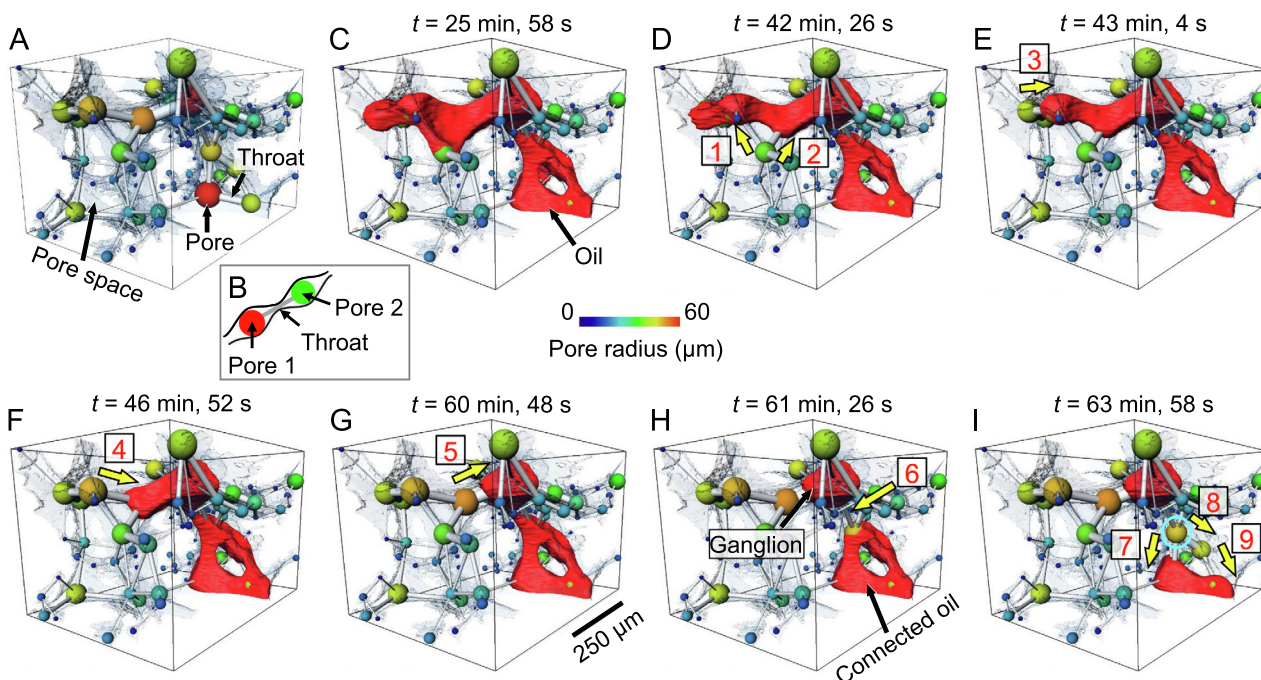 A
Throat
Pore
Pore space
B
Pore 2
Throat
Pore 1
C
t = 25 min, 58 s
Oil
D
t = 42 min, 26 s
1
2
E
t = 43 min, 4 s
3
0
60
Pore radius (µm)
F
t = 46 min, 52 s
4
G
t = 60 min, 48 s
5
250 µm
H
t = 61 min, 26 s
6
Ganglion
Connected oil
I
t = 63 min, 58 s
7
8
9